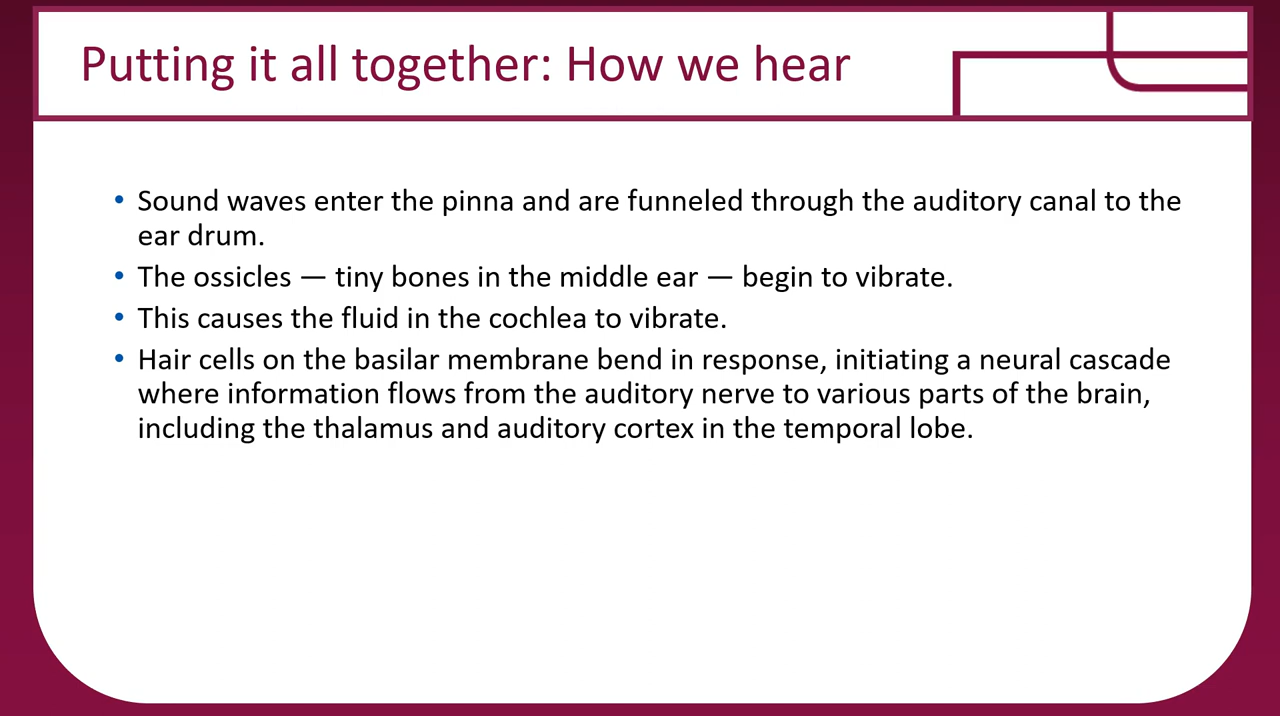 Putting it all together: How we hear
• Sound waves enter the pinna and are funneled through the auditory canal to the
ear drum.
• The ossicles — tiny bones in the middle ear — begin to vibrate.
• This causes the fluid in the cochlea to vibrate.
• Hair cells on the basilar membrane bend in response, initiating a neural cascade
where information flows from the auditory nerve to various parts of the brain,
including the thalamus and auditory cortex in the temporal lobe.